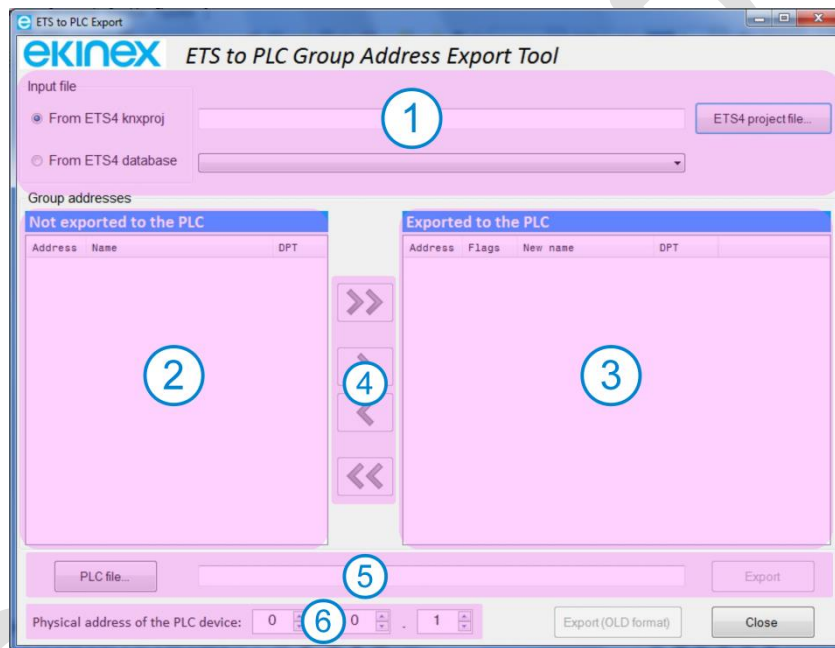 ETS to PLC Export
ekinex ETS to PLC Group Address Export Tool
Input file
From ETS4 knxproj 1 ETS4 project file...
From ETS4 database
Group addresses
Not exported to the PLC Exported to the PLC
Address Name DPT Address Flags New name DPT
>>
>
2 4 3
<
<<
PLC file... 5 Export
Physical address of the PLC device: 0 6 0 . 1 Export (OLD format) Close